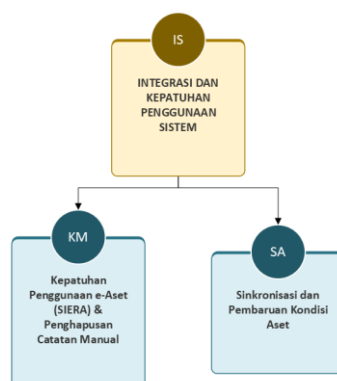 IS
INTEGRASI DAN
KEPATUHAN
PENGGUNAAN
SISTEM
KM
Kepatuhan
Penggunaan e-Aset
(SIERA) &
Penghapusan
Catatan Manual
SA
Sinkronisasi dan
Pembaruan Kondisi
Aset